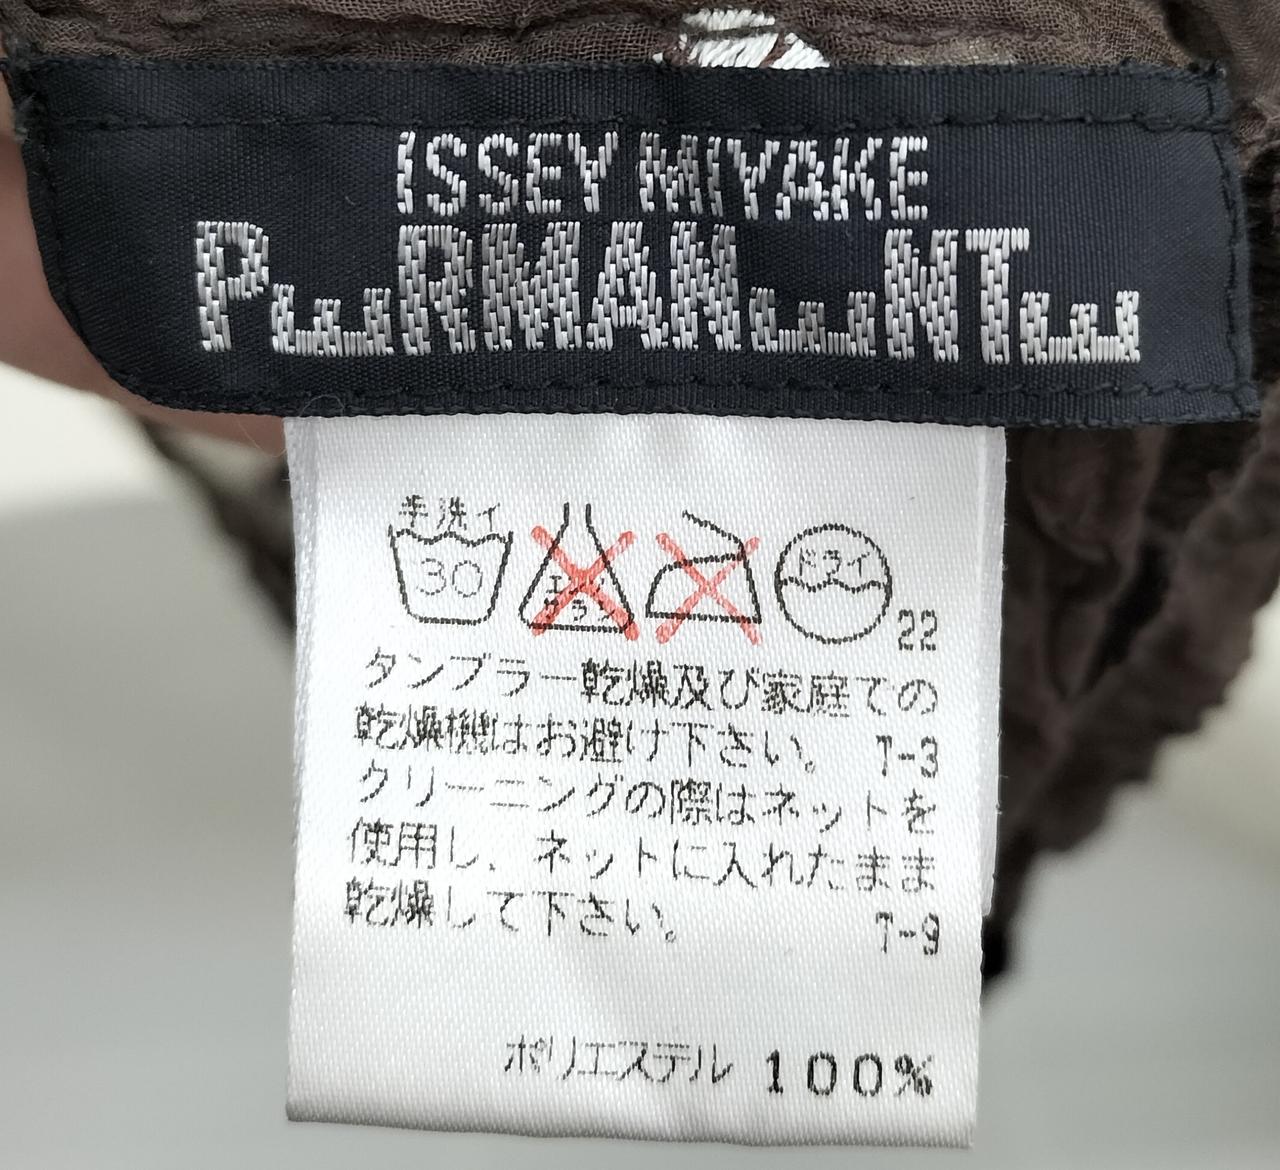 ISSEY MIYAKE
PERMANENTE
手洗イ
30
エンソ
サラシ
ドライ
22
タンブラー乾燥及び家庭での
乾燥機はお避け下さい。 T-3
クリーニングの際はネットを
使用し、ネットに入れたまま
乾燥して下さい。 T-9
ポリエステル 100%